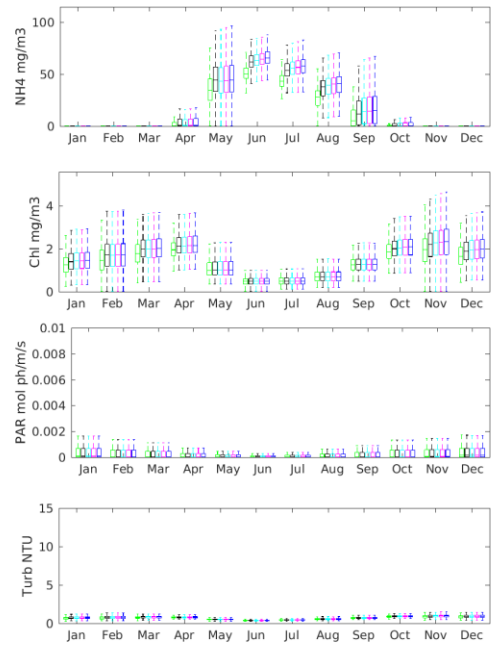 NH4 mg/m3
100
50
0
Jan Feb Mar Apr May Jun Jul Aug Sep Oct Nov Dec
Chl mg/m3
6
4
2
0
Jan Feb Mar Apr May Jun Jul Aug Sep Oct Nov Dec
PAR mol ph/m/s
0.01
0.008
0.006
0.004
0.002
0
Jan Feb Mar Apr May Jun Jul Aug Sep Oct Nov Dec
Turb NTU
15
10
5
0
Jan Feb Mar Apr May Jun Jul Aug Sep Oct Nov Dec